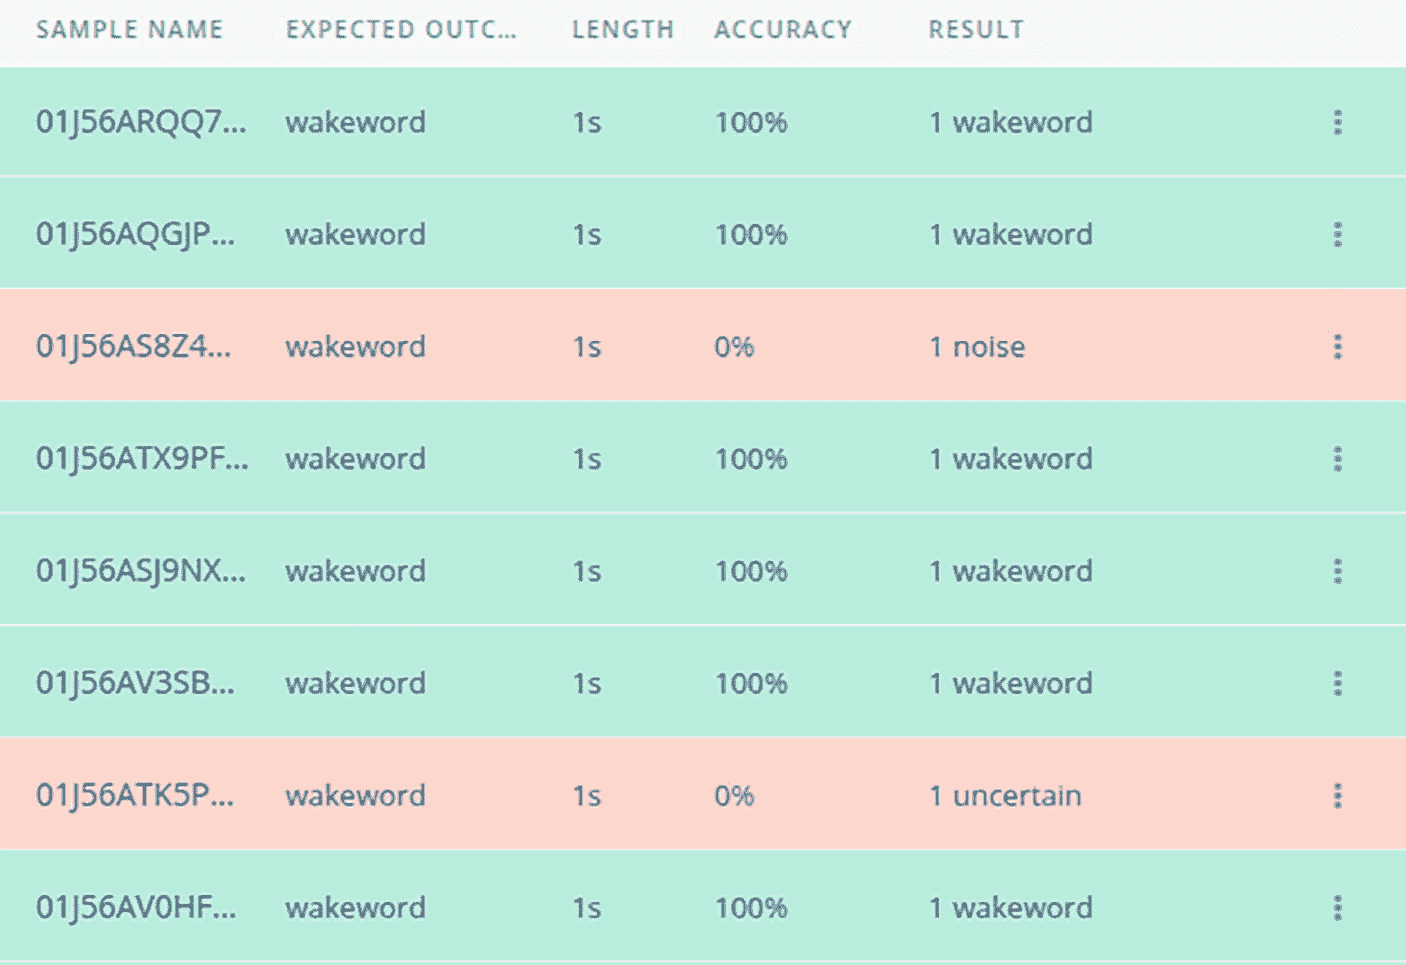 SAMPLE NAME EXPECTED OUTC... LENGTH ACCURACY RESULT
01J56ARQQ7... wakeword 1s 100% 1 wakeword
01J56AQGJP... wakeword 1s 100% 1 wakeword
01J56AS8Z4... wakeword 1s 0% 1 noise
01J56ATX9PF... wakeword 1s 100% 1 wakeword
01J56ASJ9NX... wakeword 1s 100% 1 wakeword
01J56AV3SB... wakeword 1s 100% 1 wakeword
01J56ATK5P... wakeword 1s 0% 1 uncertain
01J56AV0HF... wakeword 1s 100% 1 wakeword